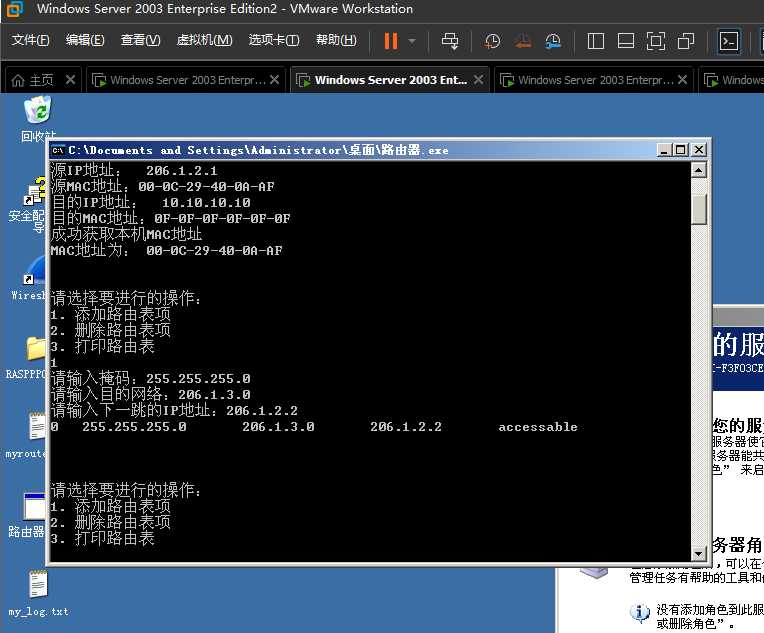 Windows Server 2003 Enterprise Edition2 - VMware Workstation
文件(F) 编辑(E) 查看(V) 虚拟机(M) 选项卡(T) 帮助(H)
主页 Windows Server 2003 Enterpr... Windows Server 2003 Ent... Windows Server 2003 Enterpr... Windows
回收站
C:\Documents and Settings\Administrator\桌面\路由器.exe
源IP地址： 206.1.2.1
源MAC地址：00-0C-29-40-0A-AF
目的IP地址： 10.10.10.10
目的MAC地址：0F-0F-0F-0F-0F-0F
成功获取本机MAC地址
MAC地址为： 00-0C-29-40-0A-AF
请选择要进行的操作：
1. 添加路由表项
2. 删除路由表项
3. 打印路由表
1
请输入掩码：255.255.255.0
请输入目的网络：206.1.3.0
请输入下一跳的IP地址：206.1.2.2
0 255.255.255.0 206.1.3.0 206.1.2.2 accessable
请选择要进行的操作：
1. 添加路由表项
2. 删除路由表项
3. 打印路由表
安全配
导
Wiresh
RASPPPO
myroute
路由器
my_log.txt
的服
I-F3F03CE
您的服务
服务器使它
服务器能共
色” 来启
务器角
，可以在
管理任务有帮助的工具和信
没有添加角色到此服
或删除角色”。